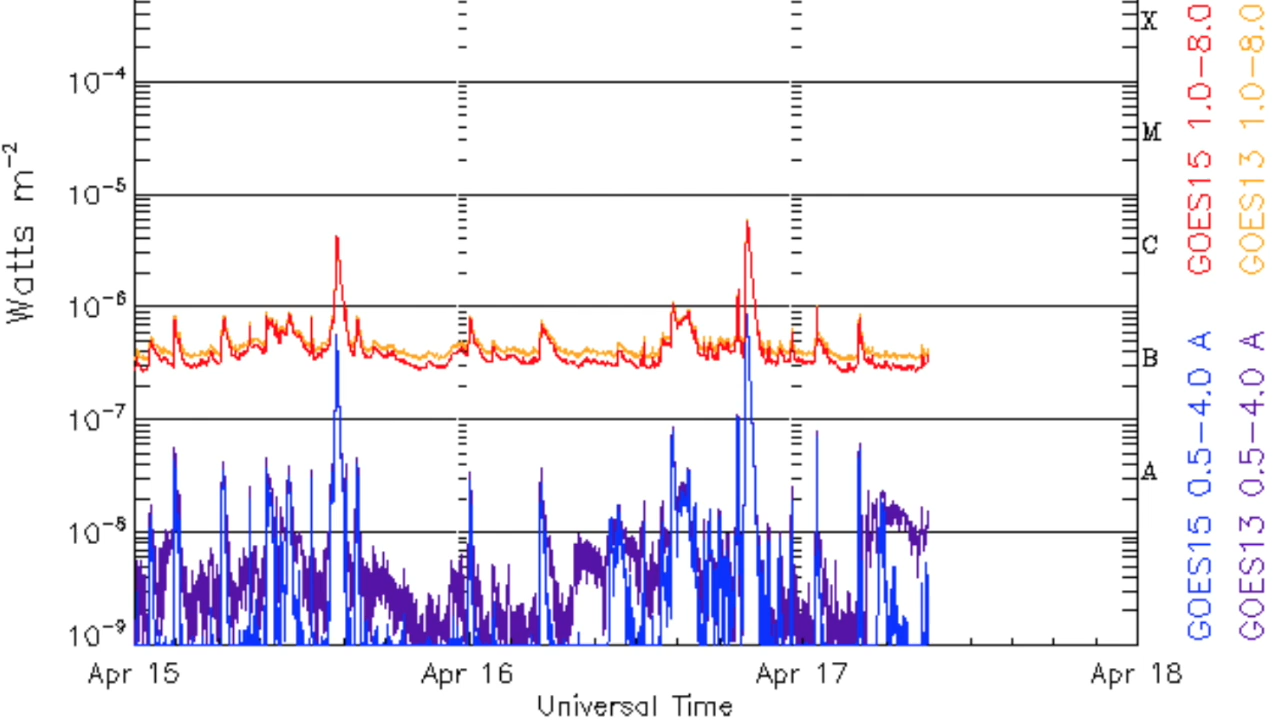 X
10⁻⁴
M
10⁻⁵
C
10⁻⁶
B
10⁻⁷
A
10⁻⁸
10⁻⁹
Watts m⁻²
Apr 15 Apr 16 Apr 17 Apr 18
Universal Time
GOES15 0.5-4.0 A GOES15 1.0-8.0
GOES13 0.5-4.0 A GOES13 1.0-8.0